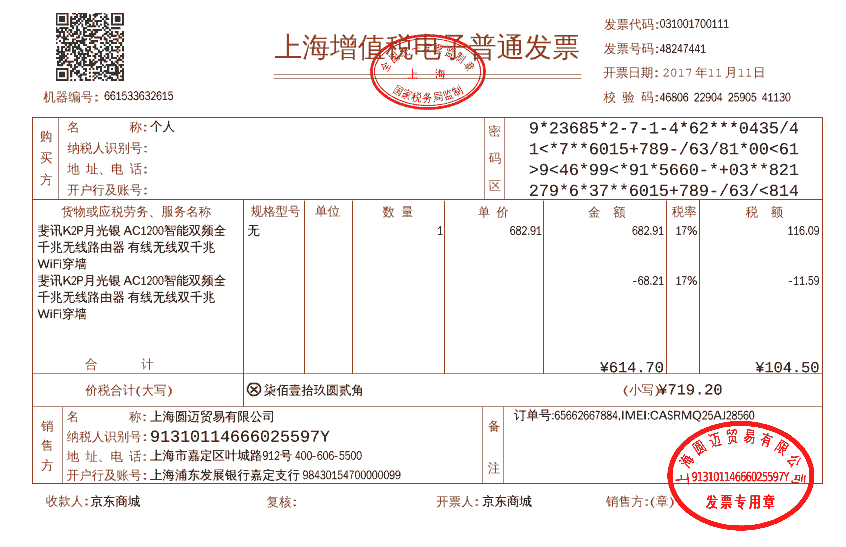 上海增值税电子普通发票
全国统一发票监制章
上海
国家税务局监制
发票代码:031001700111
发票号码:48247441
开票日期: 2017 年11 月11日
校 验 码:46806 22904 25905 41130
机器编号: 661533632615
购买方
名 称: 个人
纳税人识别号:
地 址、电 话:
开户行及账号:
密码区
9*23685*2-7-1-4*62***0435/4
1<*7**6015+789-/63/81*00<61
>9<46*99<*91*5660-*+03**821
279*6*37**6015+789-/63/<814
货物或应税劳务、服务名称 规格型号 单位 数 量 单 价 金 额 税率 税 额
斐讯K2P月光银 AC1200智能双频全 无 1 682.91 682.91 17% 116.09
千兆无线路由器 有线无线双千兆
WiFi穿墙
斐讯K2P月光银 AC1200智能双频全 -68.21 17% -11.59
千兆无线路由器 有线无线双千兆
WiFi穿墙
合 计 ¥614.70 ¥104.50
价税合计(大写) ⊗柒佰壹拾玖圆贰角 (小写)¥719.20
销售方
名 称: 上海圆迈贸易有限公司
纳税人识别号: 91310114666025597Y
地 址、电 话: 上海市嘉定区叶城路912号 400-606-5500
开户行及账号: 上海浦东发展银行嘉定支行 98430154700000099
备注
订单号:65662667884,IMEI:CASRMQ25AJ28560
收款人: 京东商城 复核: 开票人: 京东商城 销售方:(章)
上海圆迈贸易有限公司
91310114666025597Y
发票专用章